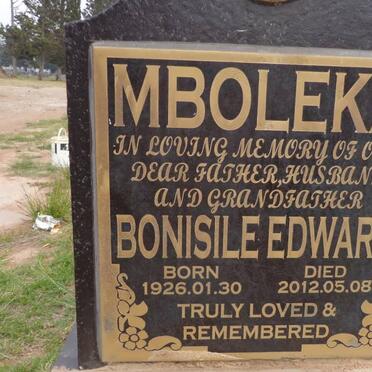 MBOLEKA
IN LOVING MEMORY OF O
DEAR FATHER, HUSBAN
AND GRANDFATHER
BONISILE EDWAR
BORN DIED
1926.01.30 2012.05.08
TRULY LOVED &
REMEMBERED